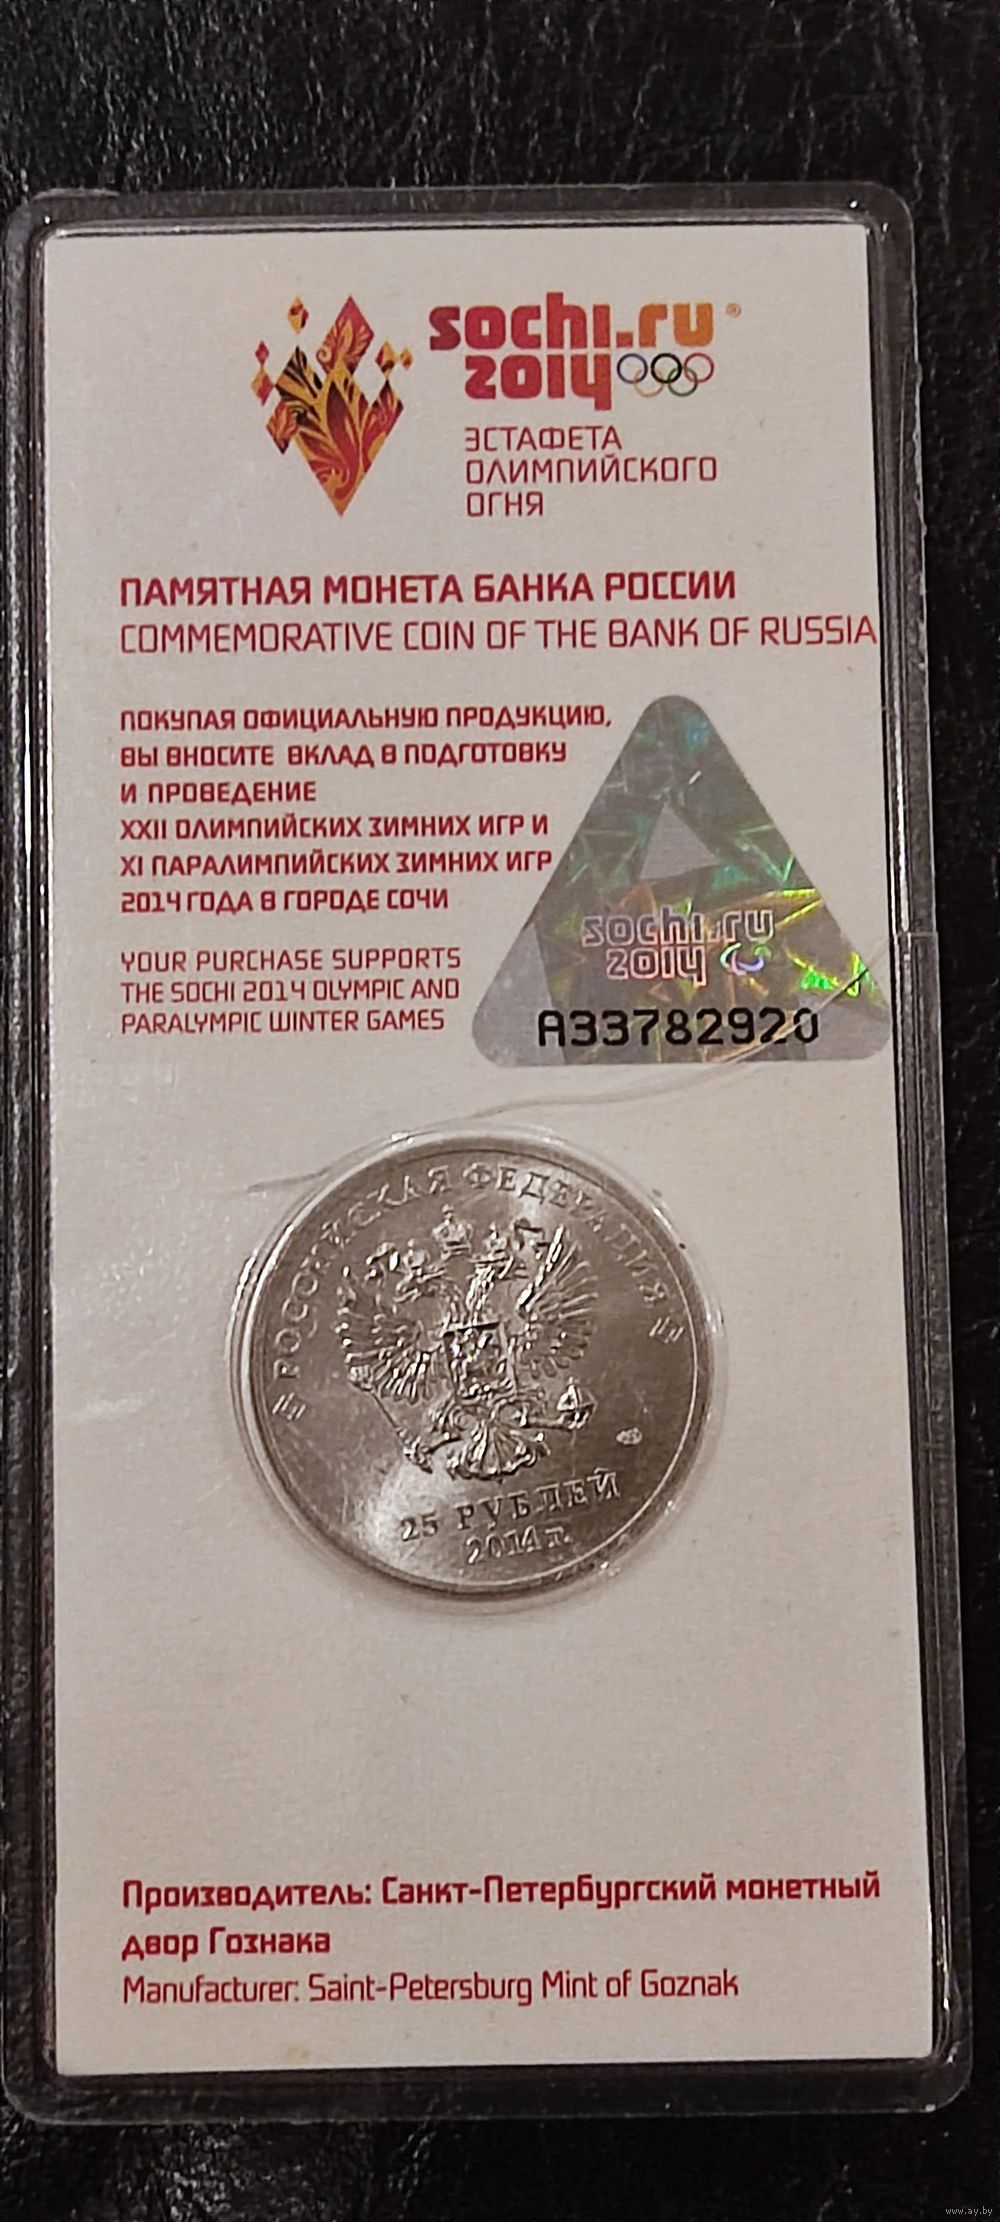 sochi.ru®
2014
ЭСТАФЕТА
ОЛИМПИЙСКОГО
ОГНЯ
ПАМЯТНАЯ МОНЕТА БАНКА РОССИИ
COMMEMORATIVE COIN OF THE BANK OF RUSSIA
ПОКУПАЯ ОФИЦИАЛЬНУЮ ПРОДУКЦИЮ,
ВЫ ВНОСИТЕ ВКЛАД В ПОДГОТОВКУ
И ПРОВЕДЕНИЕ
XXII ОЛИМПИЙСКИХ ЗИМНИХ ИГР И
XI ПАРАЛИМПИЙСКИХ ЗИМНИХ ИГР
2014 ГОДА В ГОРОДЕ СОЧИ
YOUR PURCHASE SUPPORTS
THE SOCHI 2014 OLYMPIC AND
PARALYMPIC WINTER GAMES
sochi.ru
2014
A33782920
РОССИЙСКАЯ ФЕДЕРАЦИЯ
25 РУБЛЕЙ
2014 г.
Производитель: Санкт-Петербургский монетный
двор Гознака
Manufacturer: Saint-Petersburg Mint of Goznak
www.ay.by